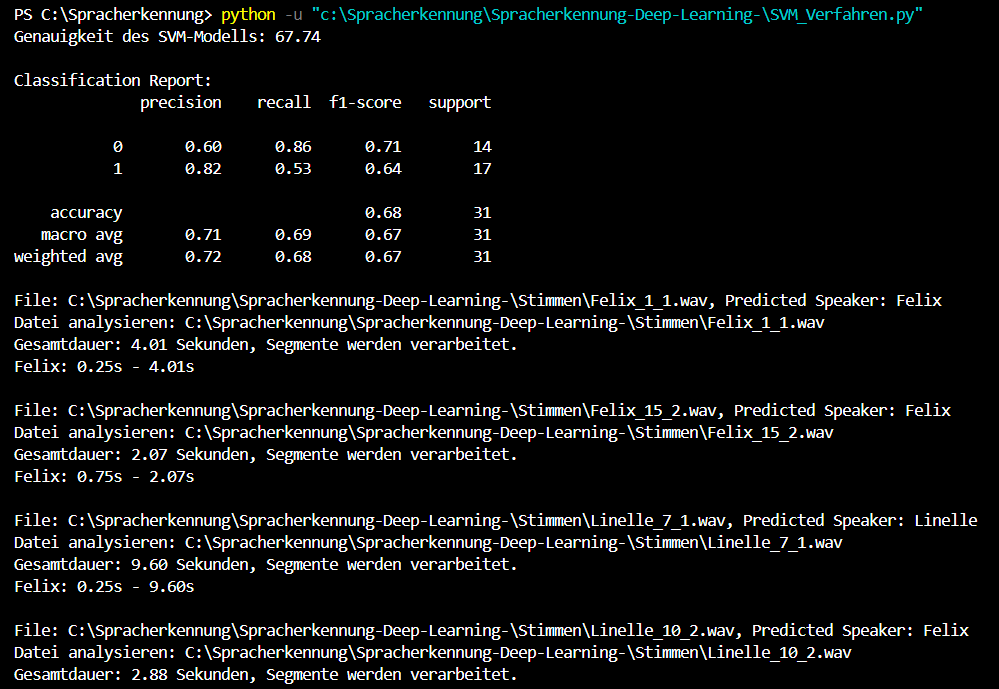 PS C:\Spracherkennung> python -u "c:\Spracherkennung\Spracherkennung-Deep-Learning-\SVM_Verfahren.py"
Genauigkeit des SVM-Modells: 67.74
Classification Report:
precision recall f1-score support
0 0.60 0.86 0.71 14
1 0.82 0.53 0.64 17
accuracy 0.68 31
macro avg 0.71 0.69 0.67 31
weighted avg 0.72 0.68 0.67 31
File: C:\Spracherkennung\Spracherkennung-Deep-Learning-\Stimmen\Felix_1_1.wav, Predicted Speaker: Felix
Datei analysieren: C:\Spracherkennung\Spracherkennung-Deep-Learning-\Stimmen\Felix_1_1.wav
Gesamtdauer: 4.01 Sekunden, Segmente werden verarbeitet.
Felix: 0.25s - 4.01s
File: C:\Spracherkennung\Spracherkennung-Deep-Learning-\Stimmen\Felix_15_2.wav, Predicted Speaker: Felix
Datei analysieren: C:\Spracherkennung\Spracherkennung-Deep-Learning-\Stimmen\Felix_15_2.wav
Gesamtdauer: 2.07 Sekunden, Segmente werden verarbeitet.
Felix: 0.75s - 2.07s
File: C:\Spracherkennung\Spracherkennung-Deep-Learning-\Stimmen\Linelle_7_1.wav, Predicted Speaker: Linelle
Datei analysieren: C:\Spracherkennung\Spracherkennung-Deep-Learning-\Stimmen\Linelle_7_1.wav
Gesamtdauer: 9.60 Sekunden, Segmente werden verarbeitet.
Felix: 0.25s - 9.60s
File: C:\Spracherkennung\Spracherkennung-Deep-Learning-\Stimmen\Linelle_10_2.wav, Predicted Speaker: Felix
Datei analysieren: C:\Spracherkennung\Spracherkennung-Deep-Learning-\Stimmen\Linelle_10_2.wav
Gesamtdauer: 2.88 Sekunden, Segmente werden verarbeitet.